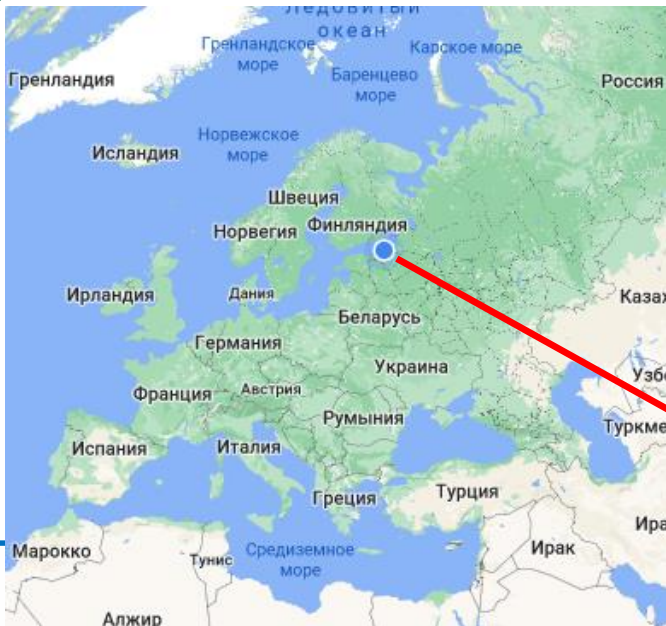 Ледовитый
океан
Гренландское
море
Карское море
Баренцево
море
Гренландия
Россия
Норвежское
море
Исландия
Швеция
Норвегия
Финляндия
Ирландия
Дания
Казах
Беларусь
Германия
Украина
Узбе
Франция
Австрия
Румыния
Туркме
Испания
Италия
Греция
Турция
Ира
Марокко
Тунис
Средиземное
море
Ирак
Алжир